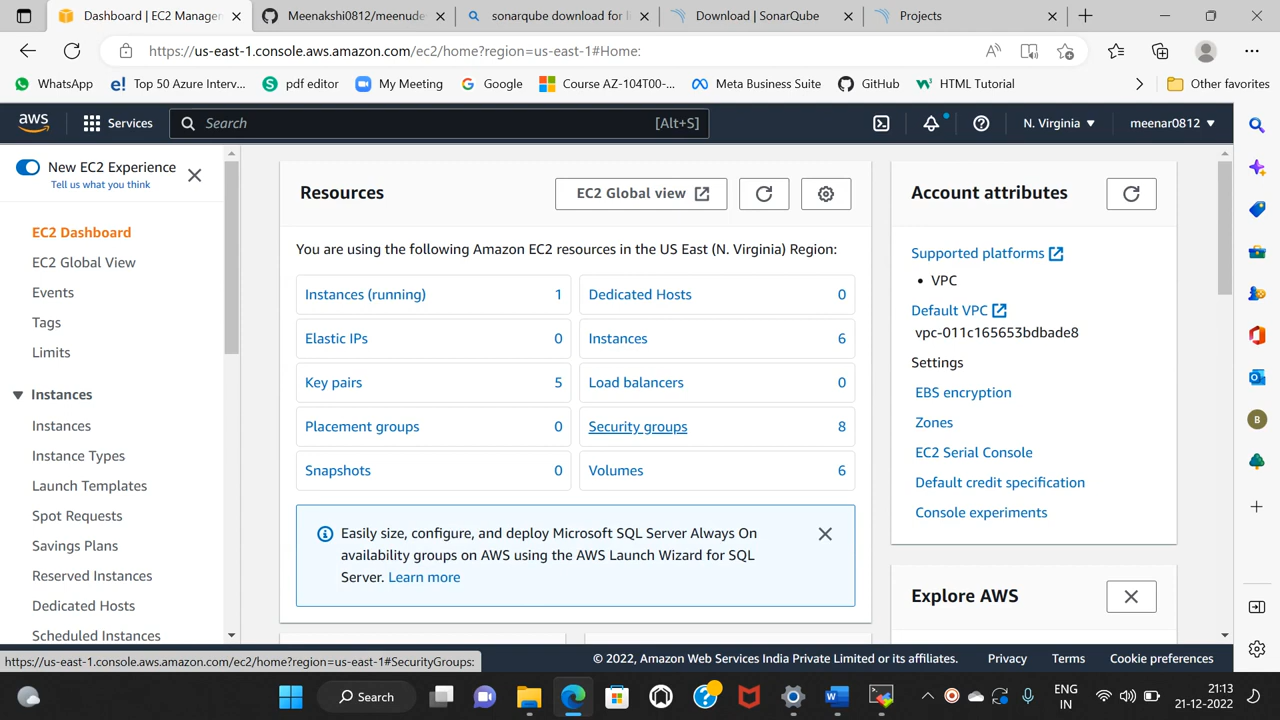 Dashboard | EC2 Manager
Meenakshi0812/meenude
sonarqube download for l
Download | SonarQube
Projects
https://us-east-1.console.aws.amazon.com/ec2/home?region=us-east-1#Home:
WhatsApp
Top 50 Azure Interv...
pdf editor
My Meeting
Google
Course AZ-104T00-...
Meta Business Suite
GitHub
HTML Tutorial
Other favorites
aws
Services
Search
[Alt+S]
N. Virginia
meenar0812
New EC2 Experience
Tell us what you think
EC2 Dashboard
EC2 Global View
Events
Tags
Limits
Instances
Instances
Instance Types
Launch Templates
Spot Requests
Savings Plans
Reserved Instances
Dedicated Hosts
Scheduled Instances
Resources
EC2 Global view
You are using the following Amazon EC2 resources in the US East (N. Virginia) Region:
Instances (running) 1
Dedicated Hosts 0
Elastic IPs 0
Instances 6
Key pairs 5
Load balancers 0
Placement groups 0
Security groups 8
Snapshots 0
Volumes 6
Easily size, configure, and deploy Microsoft SQL Server Always On
availability groups on AWS using the AWS Launch Wizard for SQL
Server. Learn more
Account attributes
Supported platforms
• VPC
Default VPC
vpc-011c165653bdbade8
Settings
EBS encryption
Zones
EC2 Serial Console
Default credit specification
Console experiments
Explore AWS
B
https://us-east-1.console.aws.amazon.com/ec2/home?region=us-east-1#SecurityGroups:
© 2022, Amazon Web Services India Private Limited or its affiliates.
Privacy
Terms
Cookie preferences
Search
ENG
IN
21:13
21-12-2022